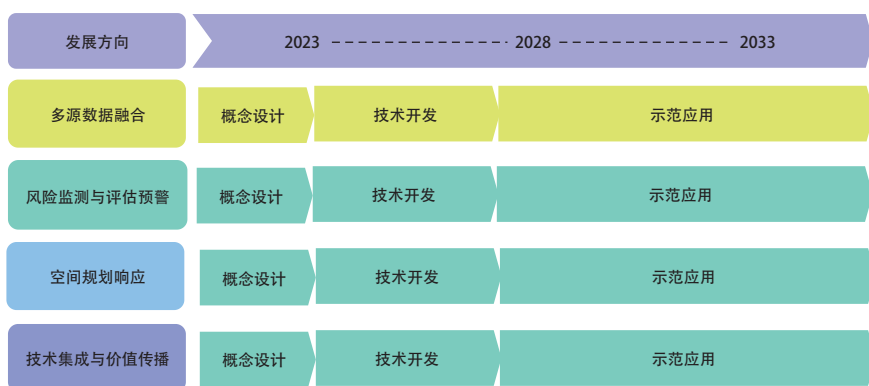 发展方向 2023 2028 2033
多源数据融合 概念设计 技术开发 示范应用
风险监测与评估预警 概念设计 技术开发 示范应用
空间规划响应 概念设计 技术开发 示范应用
技术集成与价值传播 概念设计 技术开发 示范应用